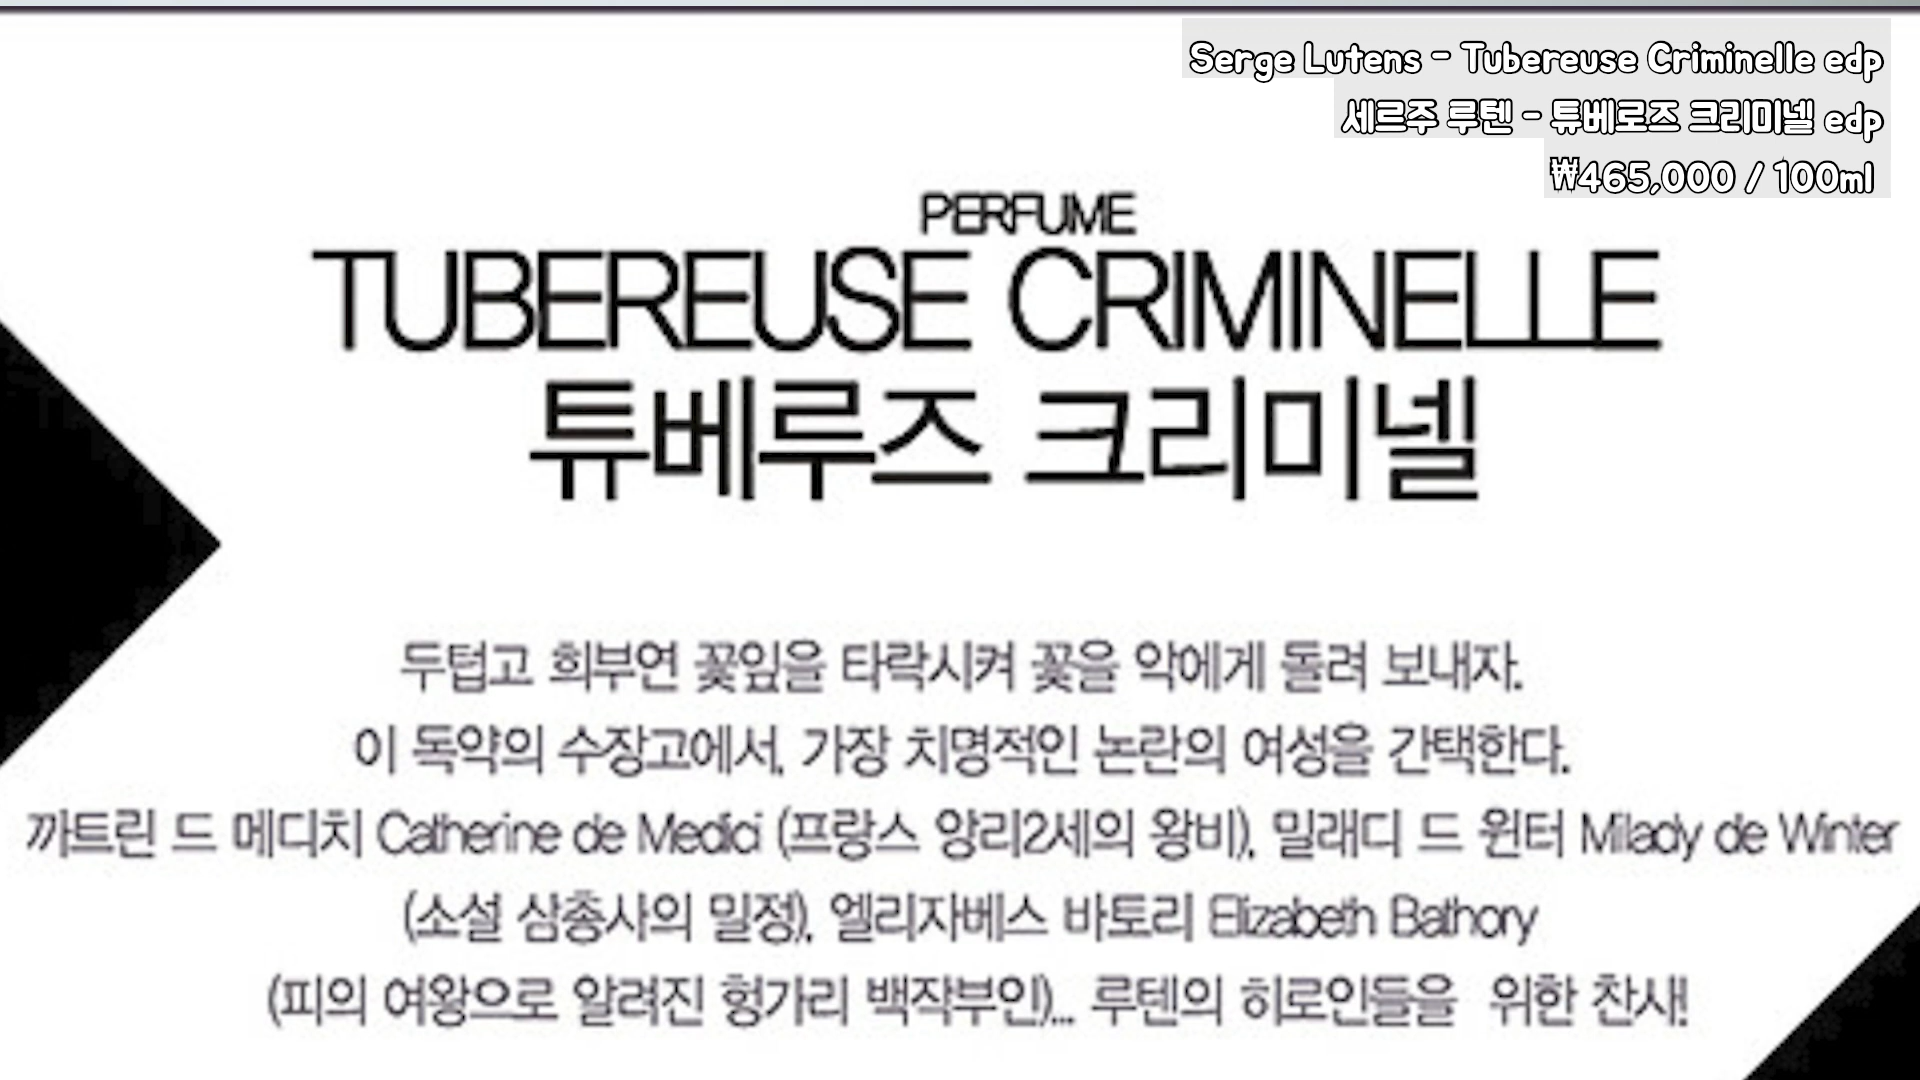 Serge Lutens - Tubereuse Criminelle edp
세르주 루텐 - 튜베로즈 크리미넬 edp
₩465,000 / 100ml
PERFUME
TUBEREUSE CRIMINELLE
튜베루즈 크리미넬
두텁고 희부연 꽃잎을 타락시켜 꽃을 악에게 돌려 보내자.
이 독약의 수장고에서, 가장 치명적인 논란의 여성을 간택한다.
까트린 드 메디치 Catherine de Medici (프랑스 앙리2세의 왕비), 밀래디 드 윈터 Milady de Winter
(소설 삼총사의 밀정), 엘리자베스 바토리 Elizabeth Bathory
(피의 여왕으로 알려진 헝가리 백작부인)... 루텐의 히로인들을 위한 찬사!